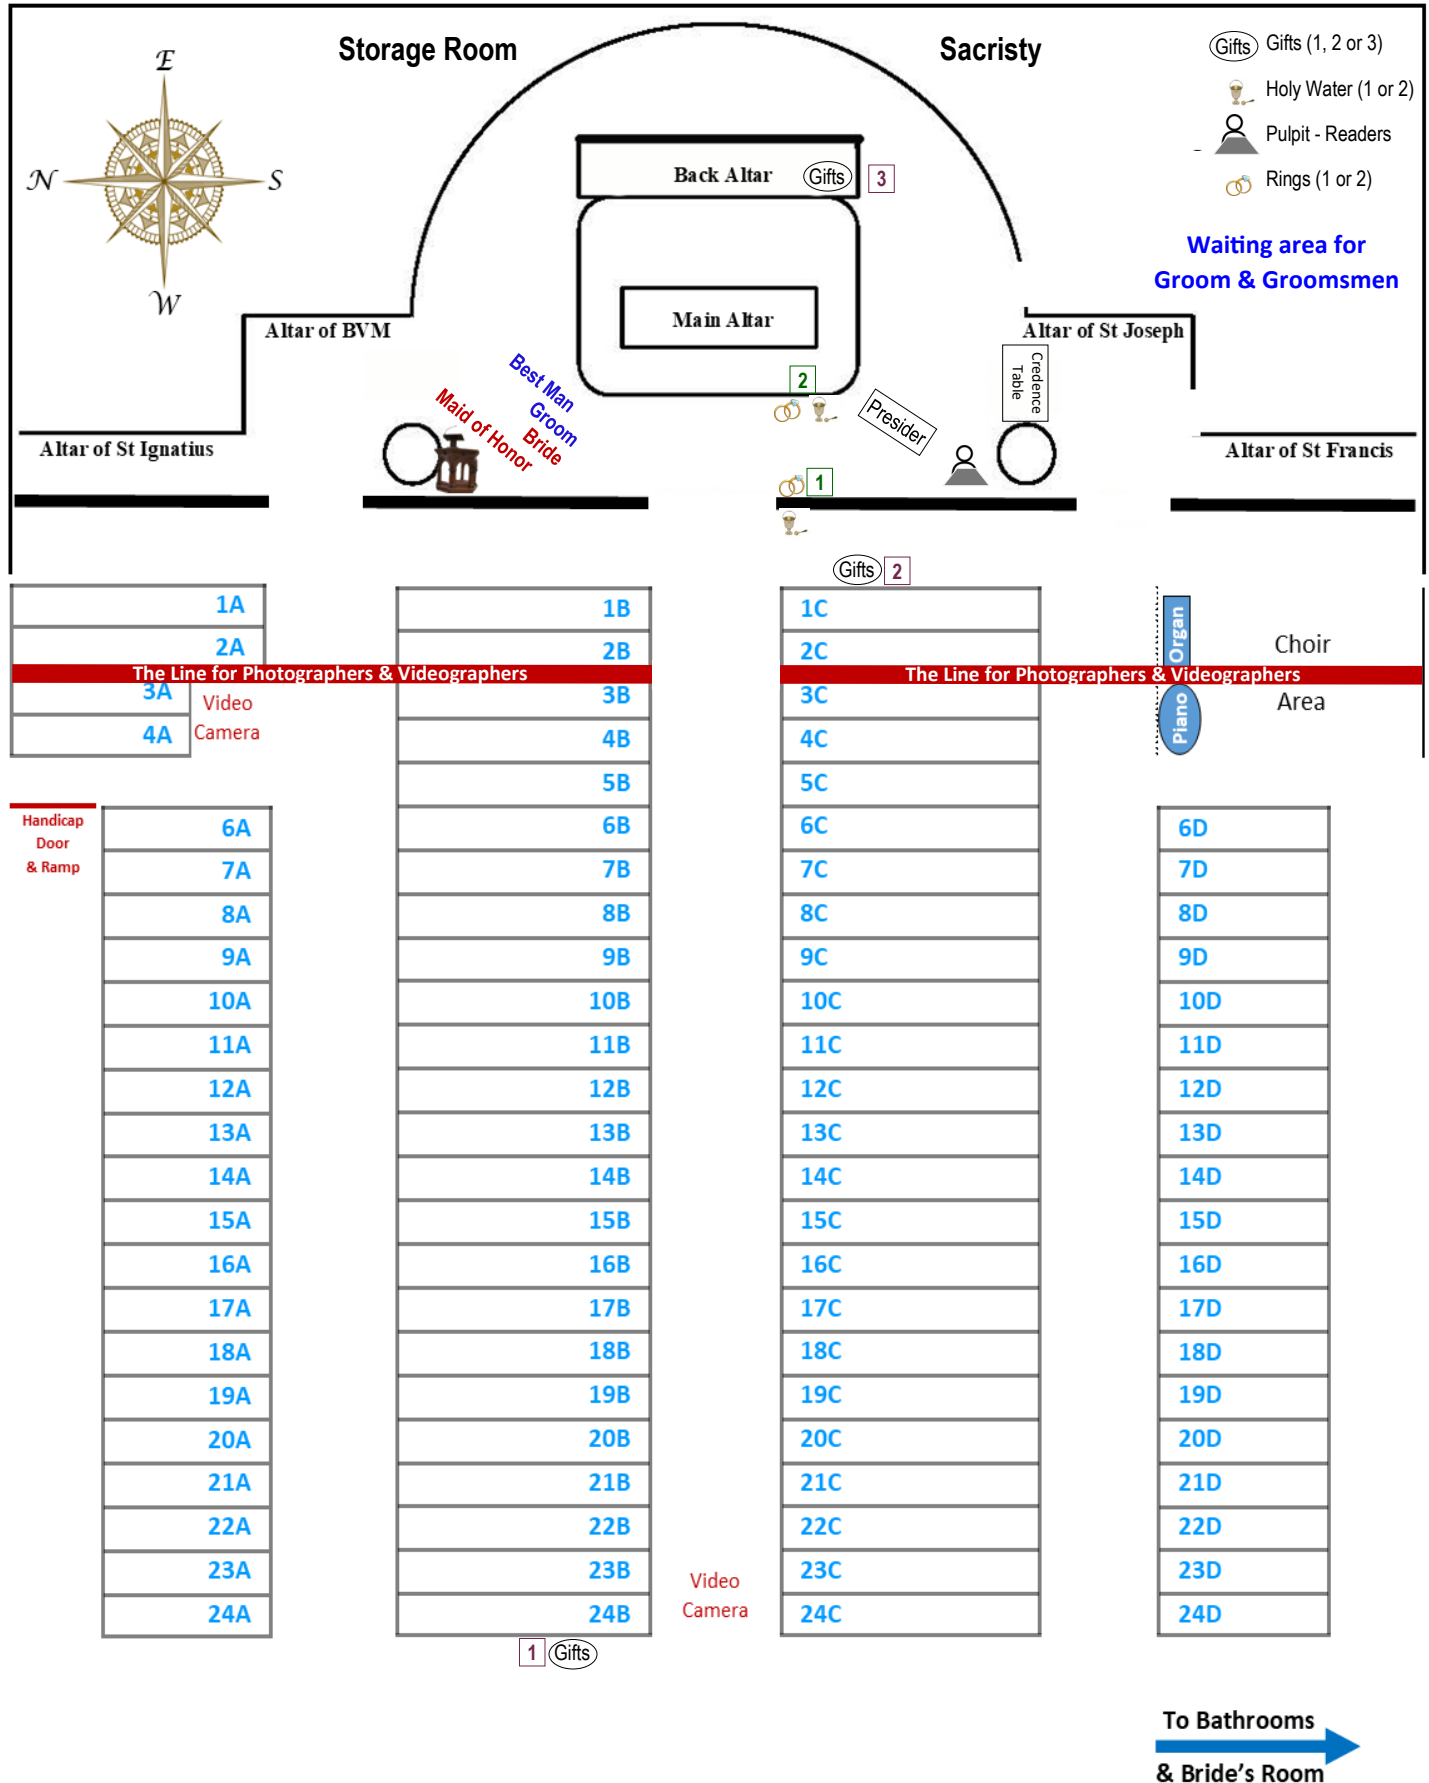 E
N
S
W
Storage Room
Sacristy
Gifts
Gifts (1, 2 or 3)
Holy Water (1 or 2)
Pulpit - Readers
Rings (1 or 2)
Waiting area for
Groom & Groomsmen
Back Altar
Gifts
3
Main Altar
Altar of BVM
Altar of St Joseph
Altar of St Ignatius
Altar of St Francis
Best Man
Groom
Bride
Maid of Honor
2
Presider
Credence
Table
1
Gifts
2
1A
2A
3A
4A
Video
Camera
The Line for Photographers & Videographers
The Line for Photographers & Videographers
Handicap
Door
& Ramp
6A
7A
8A
9A
10A
11A
12A
13A
14A
15A
16A
17A
18A
19A
20A
21A
22A
23A
24A
1B
2B
3B
4B
5B
6B
7B
8B
9B
10B
11B
12B
13B
14B
15B
16B
17B
18B
19B
20B
21B
22B
23B
24B
1C
2C
3C
4C
5C
6C
7C
8C
9C
10C
11C
12C
13C
14C
15C
16C
17C
18C
19C
20C
21C
22C
23C
24C
Organ
Piano
Choir
Area
6D
7D
8D
9D
10D
11D
12D
13D
14D
15D
16D
17D
18D
19D
20D
21D
22D
23D
24D
Video
Camera
1
Gifts
To Bathrooms
& Bride's Room